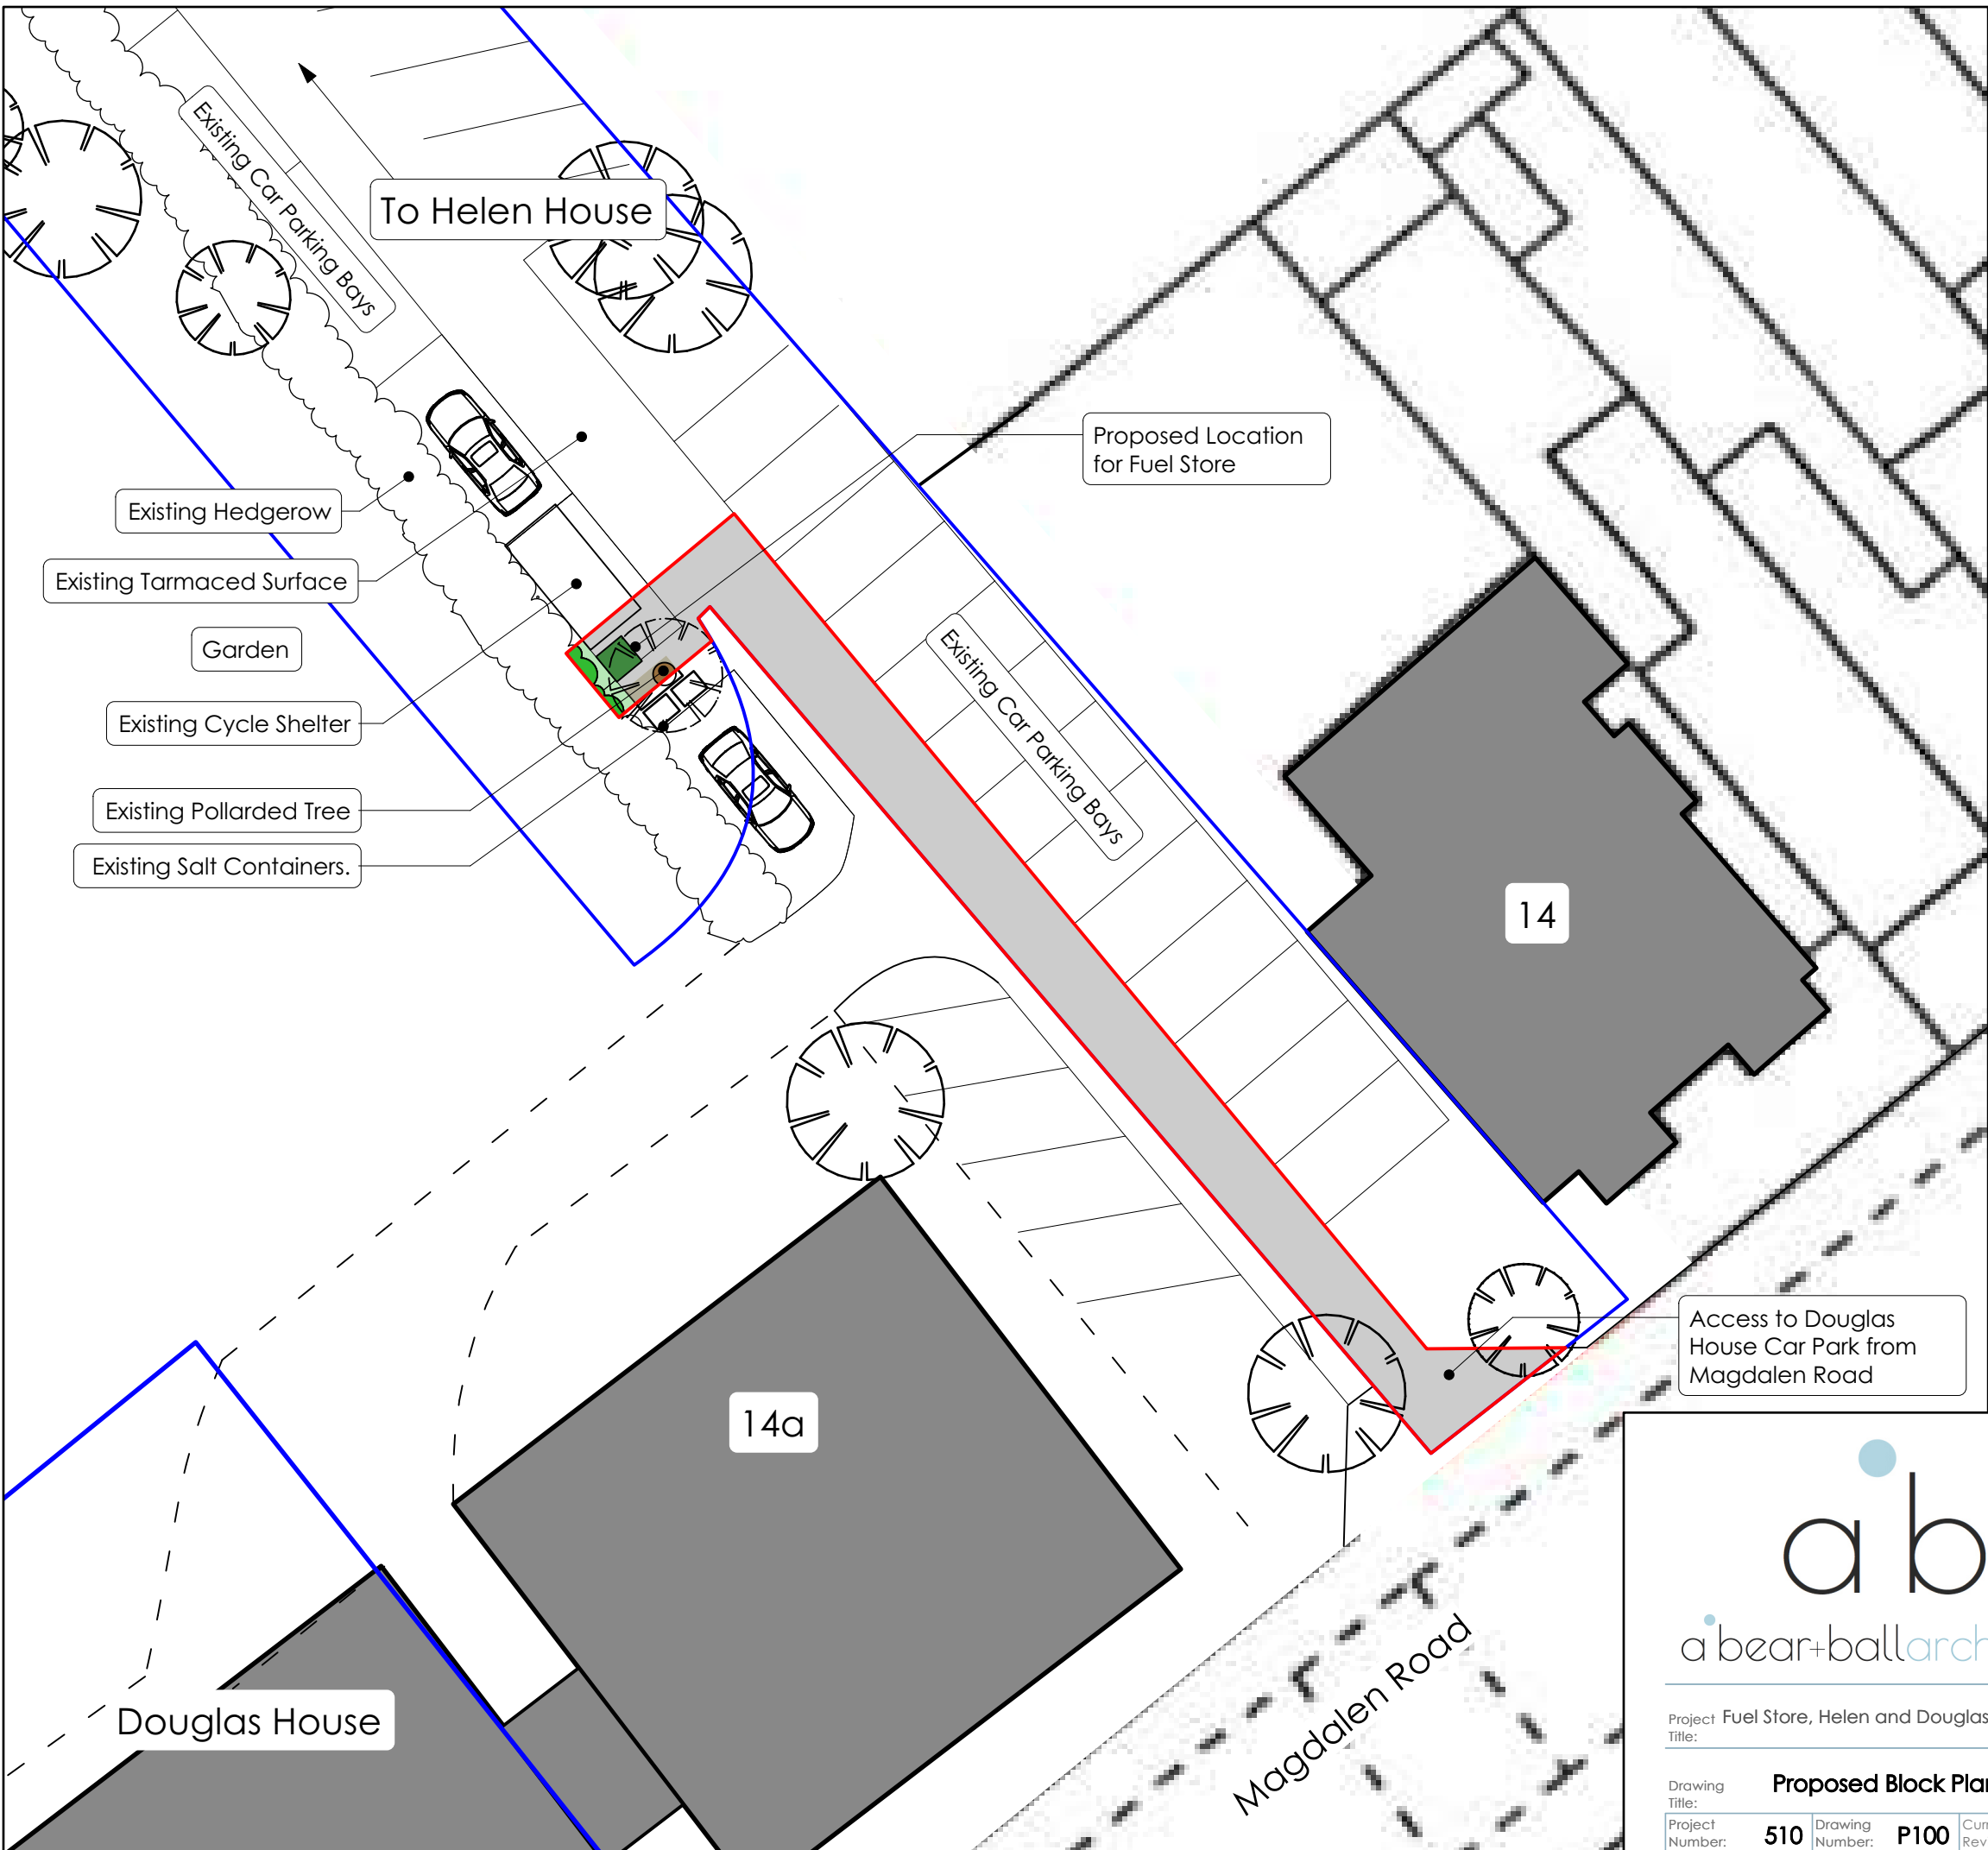 Existing Car Parking Bays
To Helen House
Proposed Location
for Fuel Store
Existing Hedgerow
Existing Tarmaced Surface
Garden
Existing Cycle Shelter
Existing Pollarded Tree
Existing Salt Containers.
Existing Car Parking Bays
14
Access to Douglas
House Car Park from
Magdalen Road
14a
Douglas House
Magdalen Road
a b
a bear+ballarch
Project Title: Fuel Store, Helen and Douglas
Drawing Title: Proposed Block Plan
Project Number: 510 Drawing Number: P100